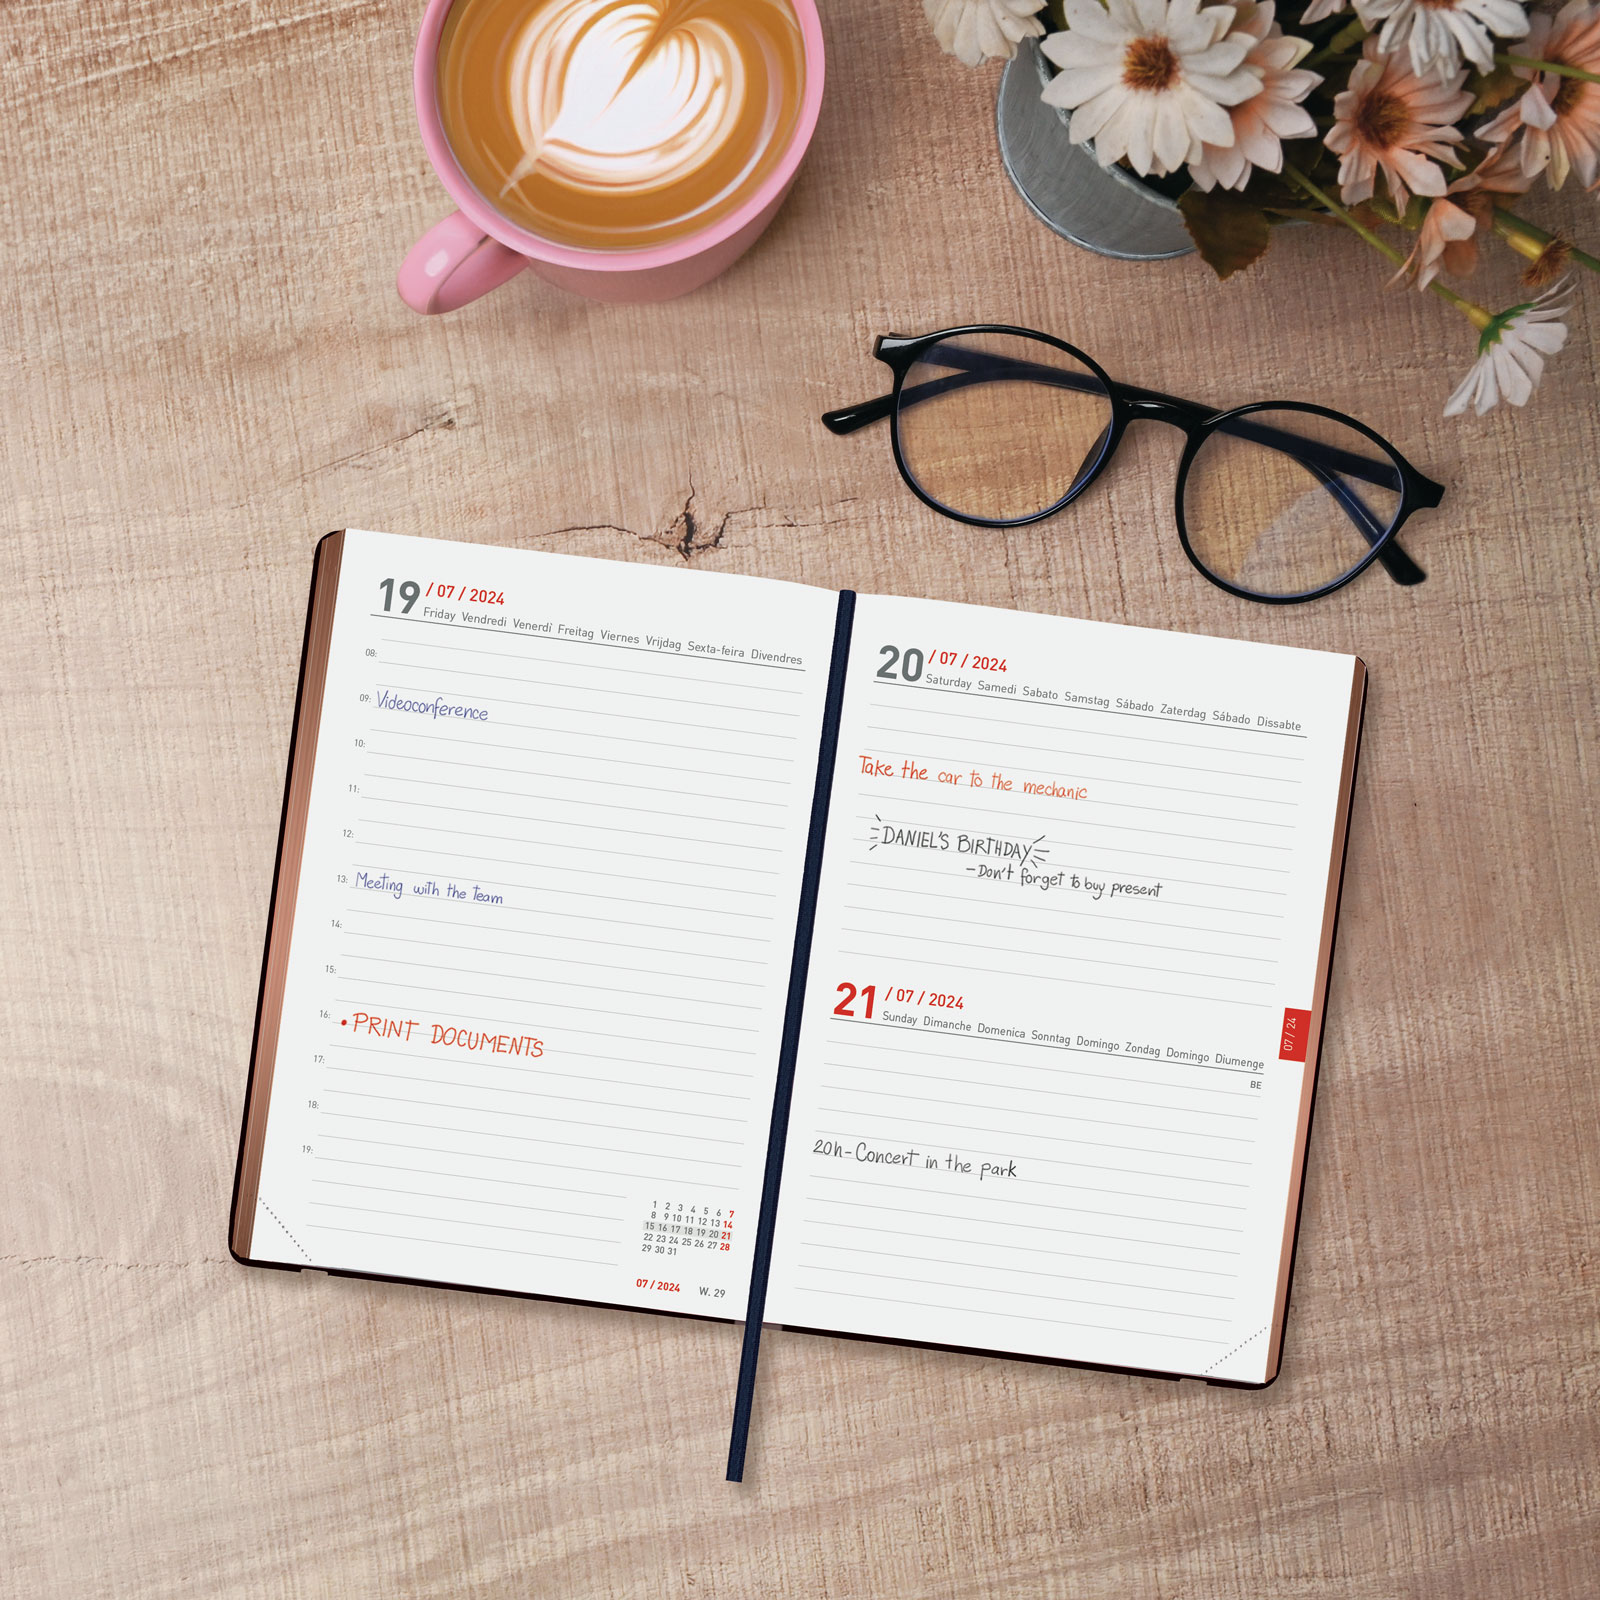 19 / 07 / 2024
Friday Vendredi Venerdì Freitag Viernes Vrijdag Sexta-feira Divendres
08:
09: Videoconference
10:
11:
12:
13: Meeting with the team
14:
15:
16: • PRINT DOCUMENTS
17:
18:
19:
1 2 3 4 5 6 7
8 9 10 11 12 13 14
15 16 17 18 19 20 21
22 23 24 25 26 27 28
29 30 31
07 / 2024 W. 29
20 / 07 / 2024
Saturday Samedi Sabato Samstag Sábado Zaterdag Sábado Dissabte
Take the car to the mechanic
DANIEL'S BIRTHDAY
- Don't forget to buy present
21 / 07 / 2024
Sunday Dimanche Domenica Sonntag Domingo Zondag Domingo Diumenge
BE
07 / 24
20h - Concert in the park